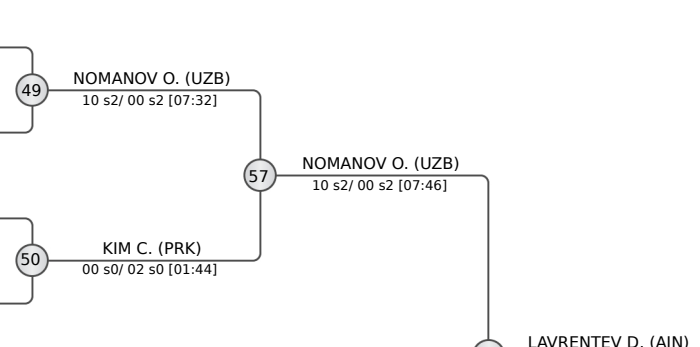 NOMANOV O. (UZB)
49
10 s2/ 00 s2 [07:32]
NOMANOV O. (UZB)
57
10 s2/ 00 s2 [07:46]
KIM C. (PRK)
50
00 s0/ 02 s0 [01:44]
LAVRENTEV D. (AIN)